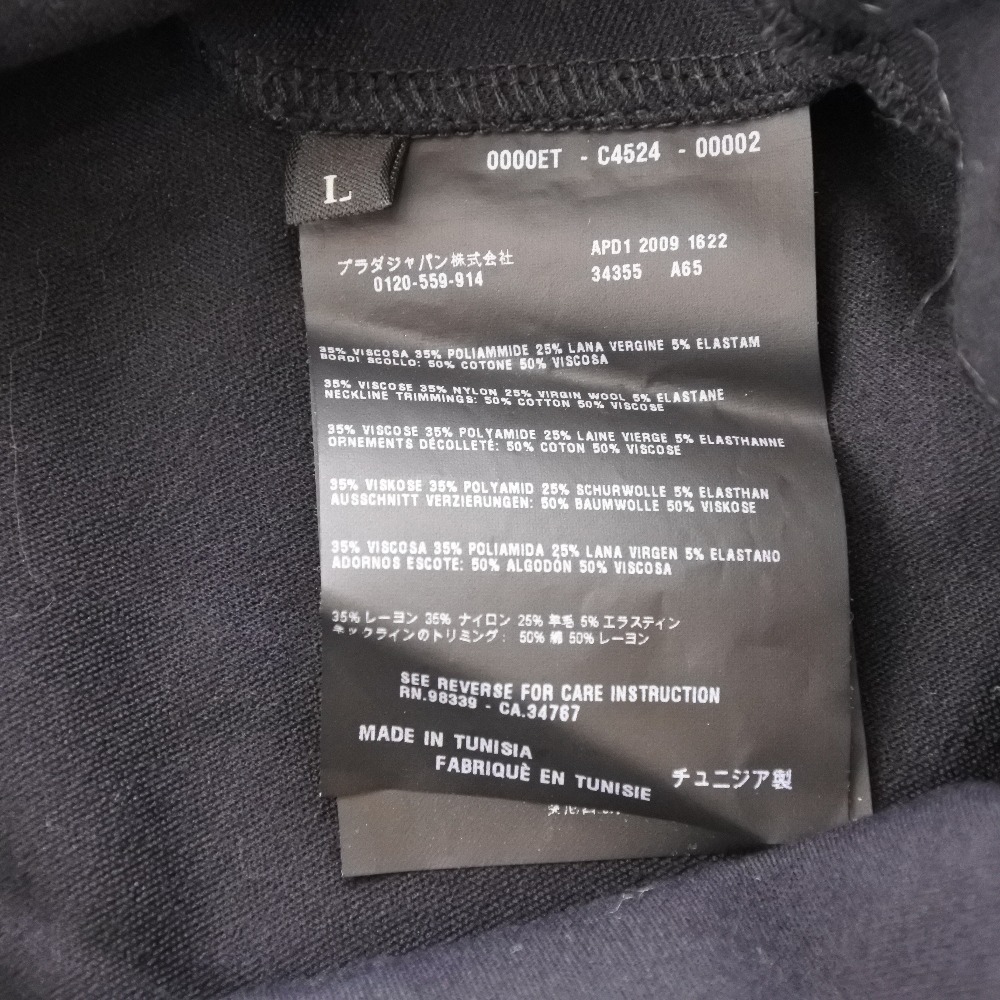 0000ET - C4524 - 00002
L
プラダジャパン株式会社
0120-559-914
APD1 2009 1622
34355 A65
35% VISCOSA 35% POLIAMMIDE 25% LANA VERGINE 5% ELASTAM
BORDI SCOLLO: 50% COTONE 50% VISCOSA
35% VISCOSE 35% NYLON 25% VIRGIN WOOL 5% ELASTANE
NECKLINE TRIMMINGS: 50% COTTON 50% VISCOSE
35% VISCOSE 35% POLYAMIDE 25% LAINE VIERGE 5% ELASTHANNE
ORNEMENTS DÉCOLLETÉ: 50% COTON 50% VISCOSE
35% VISKOSE 35% POLYAMID 25% SCHURWOLLE 5% ELASTHAN
AUSSCHNITT VERZIERUNGEN: 50% BAUMWOLLE 50% VISKOSE
35% VISCOSA 35% POLIAMIDA 25% LANA VIRGEN 5% ELASTANO
ADORNOS ESCOTE: 50% ALGODÓN 50% VISCOSA
35% レーヨン 35% ナイロン 25% 羊毛 5% エラスティン
ネックラインのトリミング: 50% 綿 50% レーヨン
SEE REVERSE FOR CARE INSTRUCTION
RN.98339 - CA.34767
MADE IN TUNISIA
FABRIQUÈ EN TUNISIE
チュニジア製